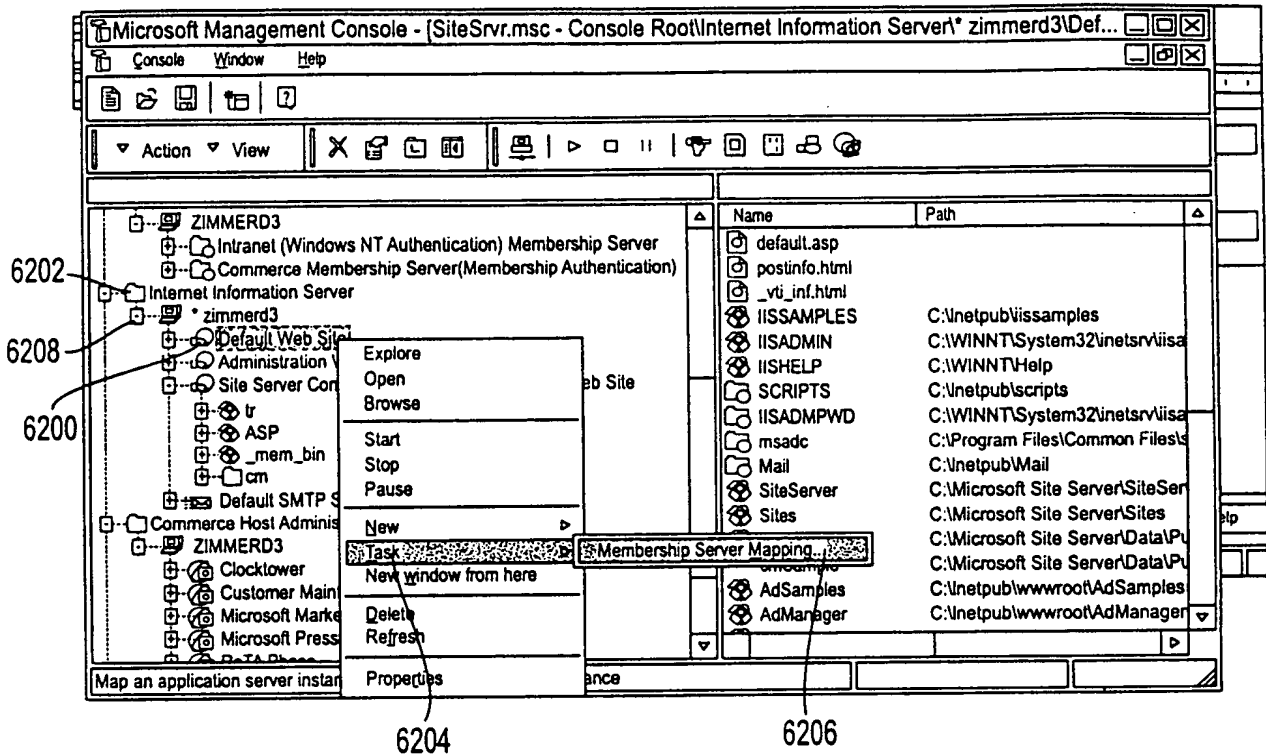 Microsoft Management Console - [SiteSrvr.msc - Console Root\Internet Information Server\* zimmerd3\Def...
Console Window Help
Action View
ZIMMERD3
Intranet (Windows NT Authentication) Membership Server
Commerce Membership Server(Membership Authentication)
6202
Internet Information Server
* zimmerd3
6208
Default Web Site
Administration
Site Server Con
eb Site
6200
tr
ASP
_mem_bin
cm
Default SMTP S
Commerce Host Adminis
ZIMMERD3
Clocktower
Customer Main
Microsoft Marke
Microsoft Press
Map an application server instar
ance
Explore
Open
Browse
Start
Stop
Pause
New
Task
New window from here
Delete
Refresh
Properties
Membership Server Mapping...
Name Path
default.asp
postinfo.html
_vti_inf.html
IISSAMPLES C:\Inetpub\iissamples
IISADMIN C:\WINNT\System32\inetsrv\iisa
IISHELP C:\WINNT\Help
SCRIPTS C:\Inetpub\scripts
IISADMPWD C:\WINNT\System32\inetsrv\iisa
msadc C:\Program Files\Common Files\s
Mail C:\Inetpub\Mail
SiteServer C:\Microsoft Site Server\SiteSer
Sites C:\Microsoft Site Server\Sites
C:\Microsoft Site Server\Data\Pu
C:\Microsoft Site Server\Data\Pu
AdSamples C:\Inetpub\wwwroot\AdSamples
AdManager C:\Inetpub\wwwroot\AdManager
elp
6204
6206